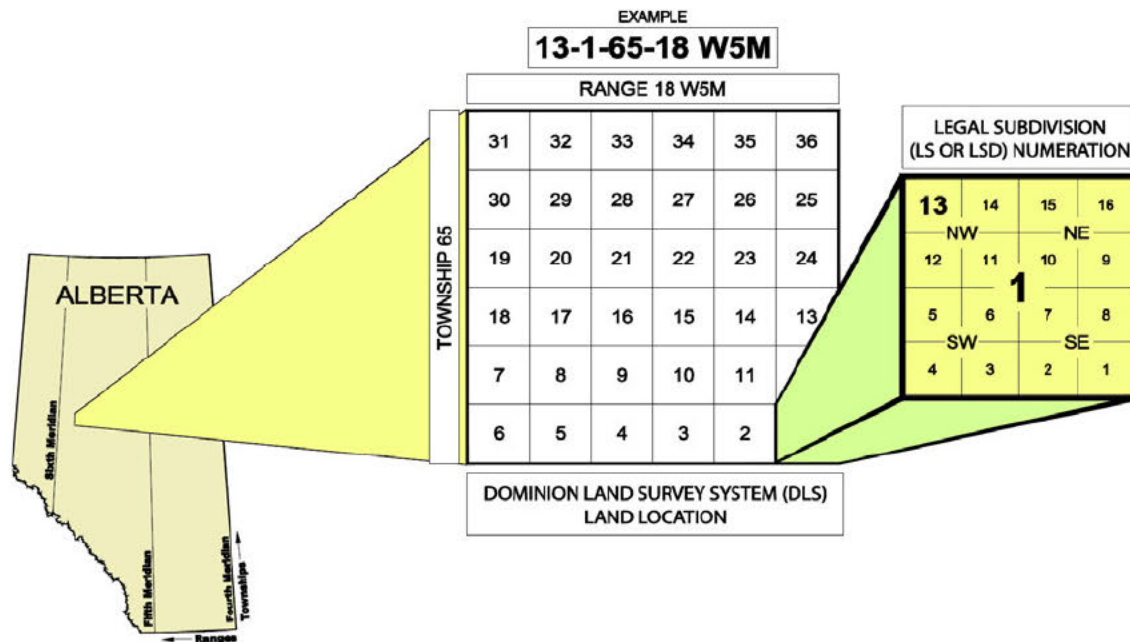 EXAMPLE
13-1-65-18 W5M
RANGE 18 W5M
TOWNSHIP 65
31 32 33 34 35 36
30 29 28 27 26 25
19 20 21 22 23 24
18 17 16 15 14 13
7 8 9 10 11
6 5 4 3 2
DOMINION LAND SURVEY SYSTEM (DLS)
LAND LOCATION
LEGAL SUBDIVISION
(LS OR LSD) NUMERATION
13 14 15 16
NW NE
12 11 10 9
1
5 6 7 8
SW SE
4 3 2 1
ALBERTA
Sixth Meridian
Fifth Meridian
Fourth Meridian
Townships
Ranges